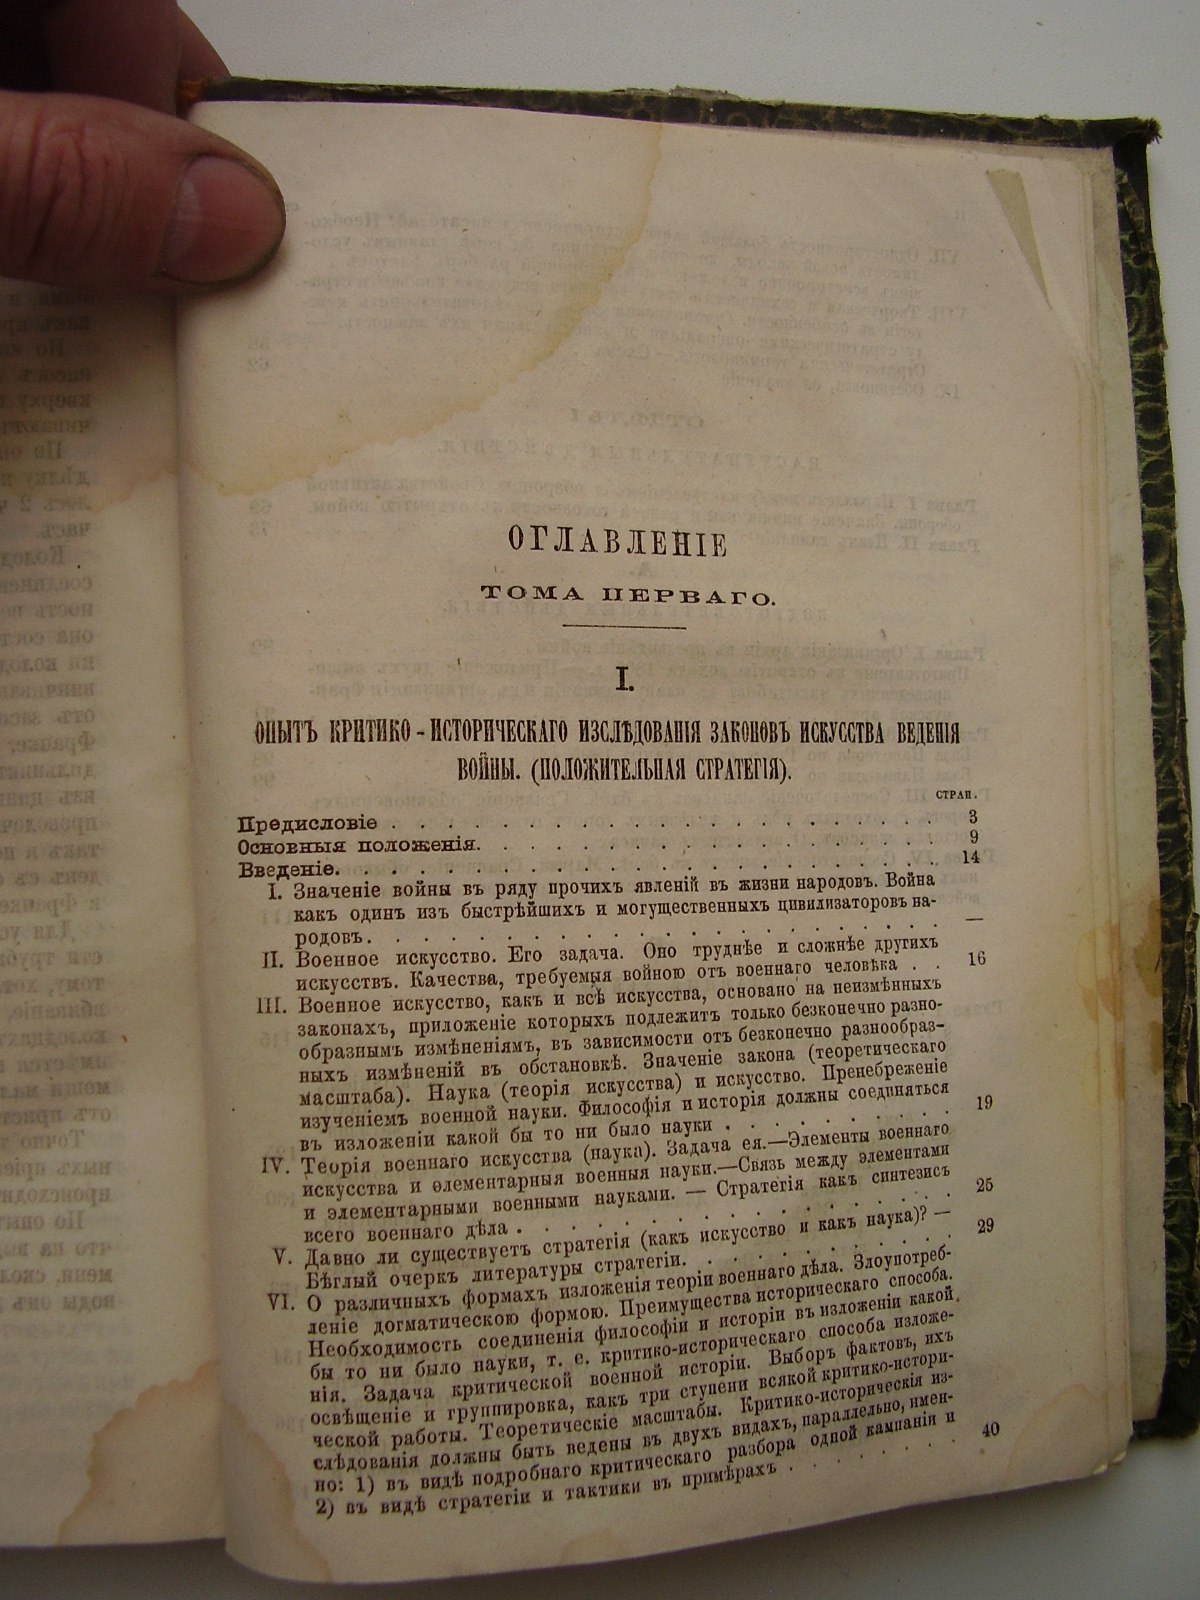 ОГЛАВЛЕНІЕ
ТОМА ПЕРВАГО.
I.
ОПЫТЪ КРИТИКО-ИСТОРИЧЕСКАГО ИЗСЛѢДОВАНІЯ ЗАКОНОВЪ ИСКУССТВА ВЕДЕНІЯ
ВОЙНЫ. (ПОЛОЖИТЕЛЬНАЯ СТРАТЕГІЯ).
СТРАН.
Предисловіе . . . . . . . . . . . . . . . . . . . . 3
Основныя положенія. . . . . . . . . . . . . . . . . 9
Введеніе. . . . . . . . . . . . . . . . . . . . . . 14
I. Значеніе войны въ ряду прочихъ явленій въ жизни народовъ. Война
какъ одинъ изъ быстрѣйшихъ и могущественныхъ цивилизаторовъ на-
родовъ. . . . . . . . . . . . . . . . . . . . —
II. Военное искусство. Его задача. Оно труднѣе и сложнѣе другихъ
искусствъ. Качества, требуемыя войною отъ военнаго человѣка . . 16
III. Военное искусство, какъ и всѣ искусства, основано на неизмѣнныхъ
законахъ, приложеніе которыхъ подлежитъ только безконечно разно-
образнымъ измѣненіямъ, въ зависимости отъ безконечно разнообраз-
ныхъ измѣненій въ обстановкѣ. Значеніе закона (теоретическаго
масштаба). Наука (теорія искусства) и искусство. Пренебреженіе
изученіемъ военной науки. Философія и исторія должны соединяться
въ изложеніи какой бы то ни было науки . . . . . . . . . 19
IV. Теорія военнаго искусства (наука). Задача ея.—Элементы военнаго
искусства и элементарныя военныя науки.—Связь между элементами
и элементарными военными науками. — Стратегія какъ синтезисъ
всего военнаго дѣла . . . . . . . . . . . . . 25
V. Давно ли существуетъ стратегія (какъ искусство и какъ наука)? —
Бѣглый очеркъ литературы стратегіи. . . . . . . . . . 29
VI. О различныхъ формахъ изложенія теоріи военнаго дѣла. Злоупотреб-
леніе догматическою формою. Преимущества историческаго способа.
Необходимость соединенія философіи и исторіи въ изложеніи какой
бы то ни было науки, т. е. критико-историческаго способа изложе-
нія. Задача критической военной исторіи. Выборъ фактовъ, ихъ
освѣщеніе и группировка, какъ три ступени всякой критико-истори-
ческой работы. Теоретическіе масштабы. Критико-историческія из-
слѣдованія должны быть ведены въ двухъ видахъ, параллельно, имен-
но: 1) въ видѣ подробнаго критическаго разбора одной кампаніи и
2) въ видѣ стратегіи и тактики въ примѣрахъ . . . . . . . 40